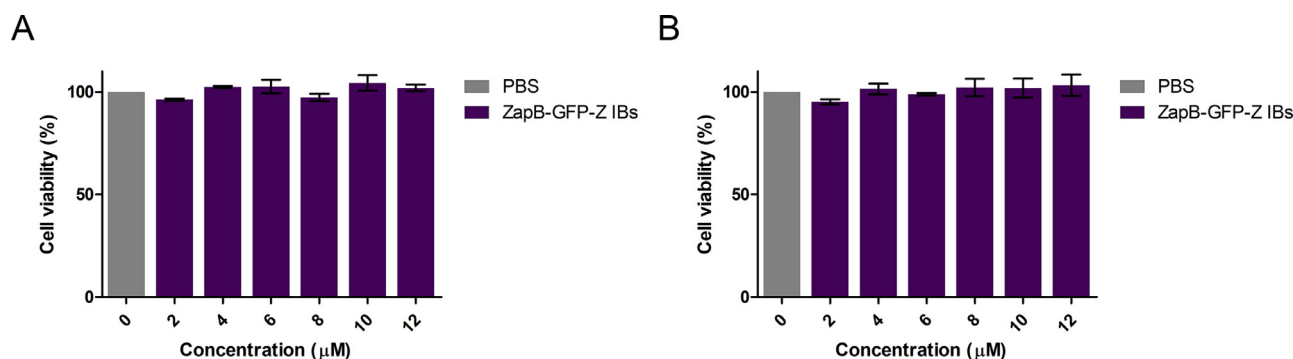 A
Cell viability (%)
100
50
0
0
2
4
6
8
10
12
Concentration (μM)
PBS
ZapB-GFP-Z IBs
B
Cell viability (%)
100
50
0
0
2
4
6
8
10
12
Concentration (μM)
PBS
ZapB-GFP-Z IBs